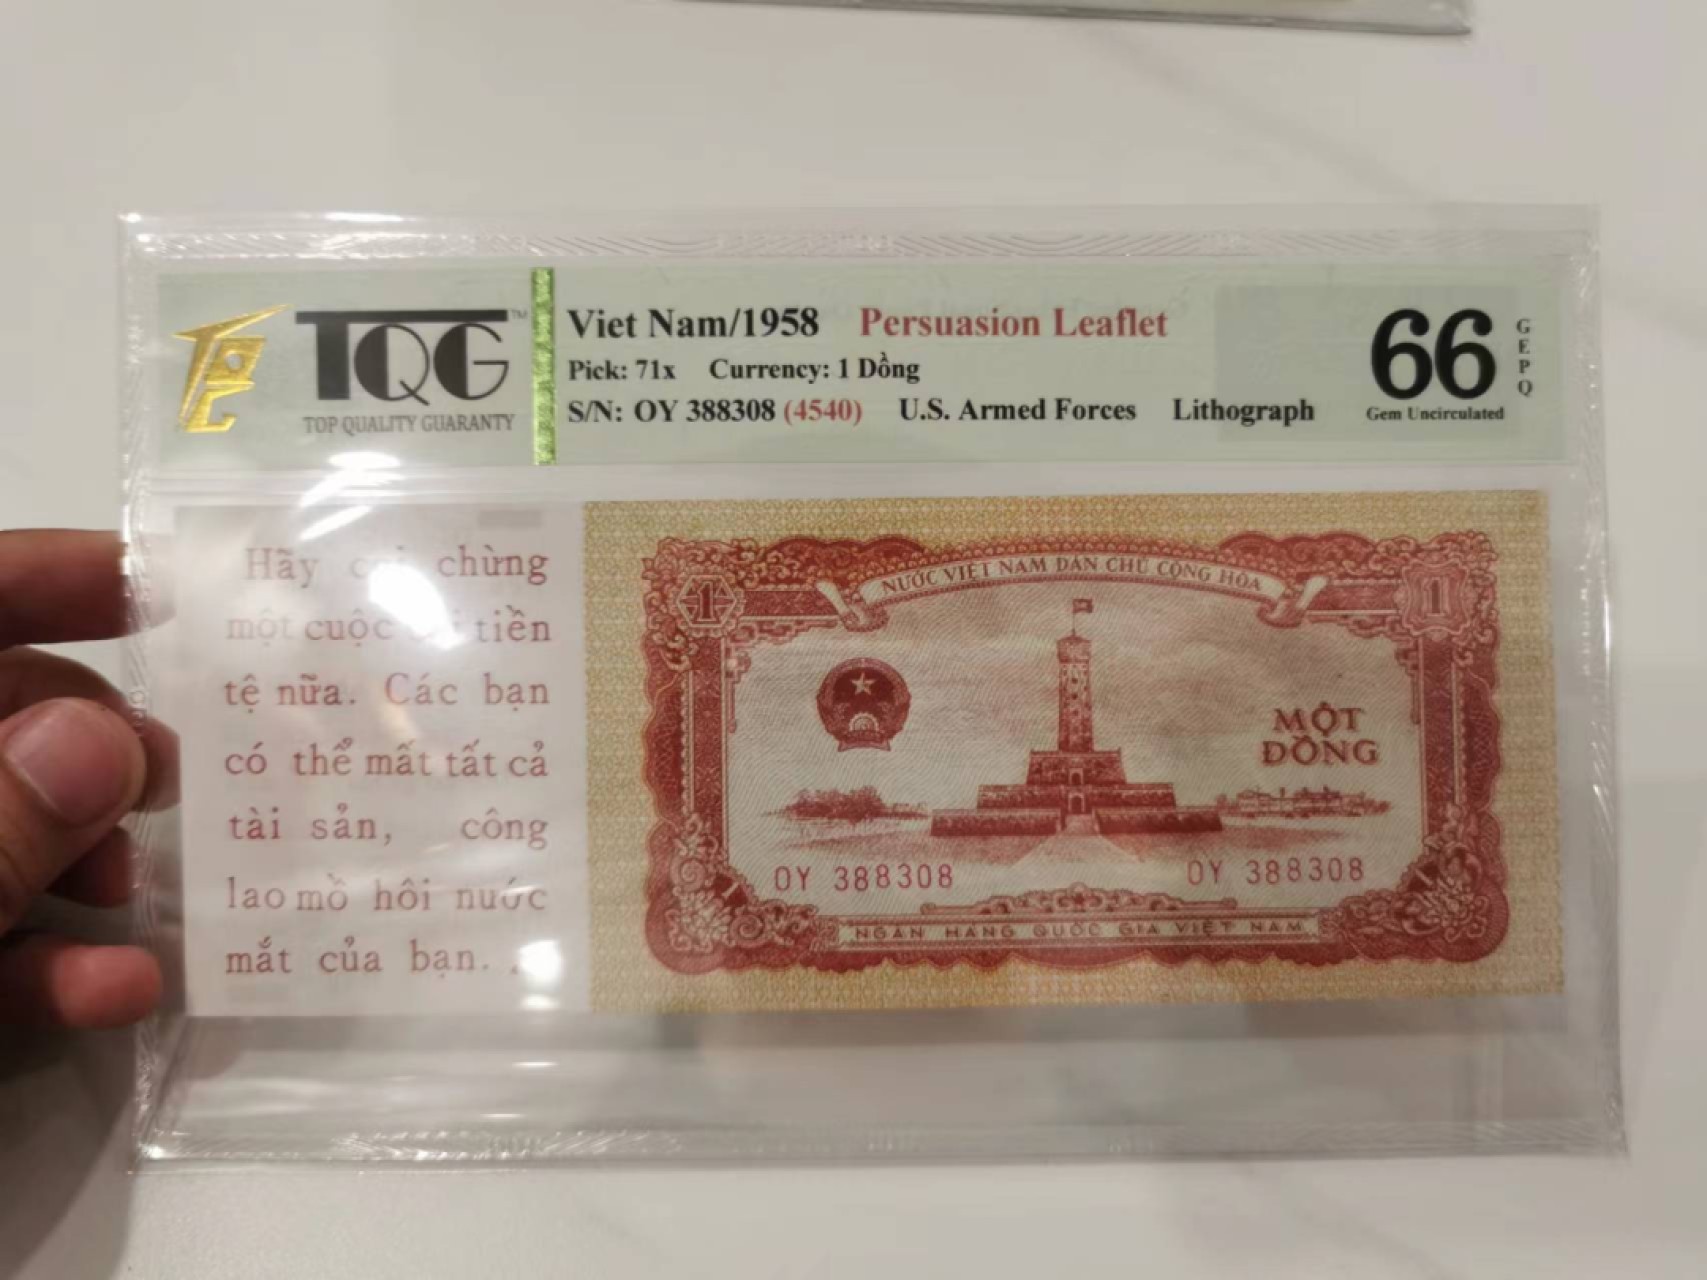 TQG™
TOP QUALITY GUARANTY
Viet Nam/1958 Persuasion Leaflet
Pick: 71x Currency: 1 Dồng
S/N: OY 388308 (4540) U.S. Armed Forces Lithograph
66
GEPQ
Gem Uncirculated
Hãy chừng
một cuộc tiền
tệ nữa. Các bạn
có thể mất tất cả
tài sản, công
lao mồ hôi nước
mắt của bạn.
NƯỚC VIỆT NAM DÂN CHỦ CỘNG HÒA
1 1
MỘT
ĐỒNG
OY 388308 OY 388308
NGÂN HÀNG QUỐC GIA VIỆT NAM